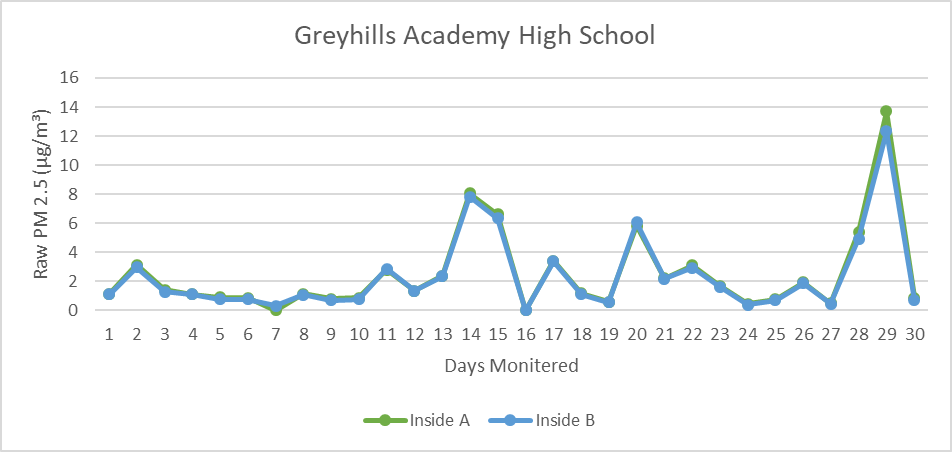 Greyhills Academy High School
16
14
12
10
8
6
4
2
0
Raw PM 2.5 (µg/m³)
1 2 3 4 5 6 7 8 9 10 11 12 13 14 15 16 17 18 19 20 21 22 23 24 25 26 27 28 29 30
Days Monitered
Inside A Inside B